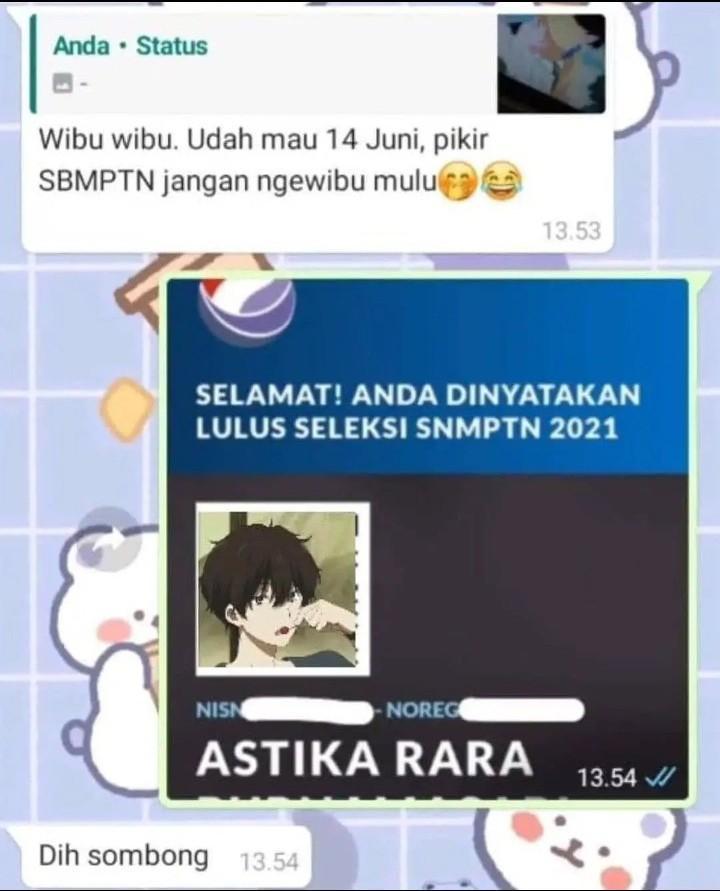 Anda • Status
-
Wibu wibu. Udah mau 14 Juni, pikir
SBMPTN jangan ngewibu mulu🤭😂
13.53
SELAMAT! ANDA DINYATAKAN
LULUS SELEKSI SNMPTN 2021
NISN - NOREG
ASTIKA RARA
13.54
Dih sombong 13.54